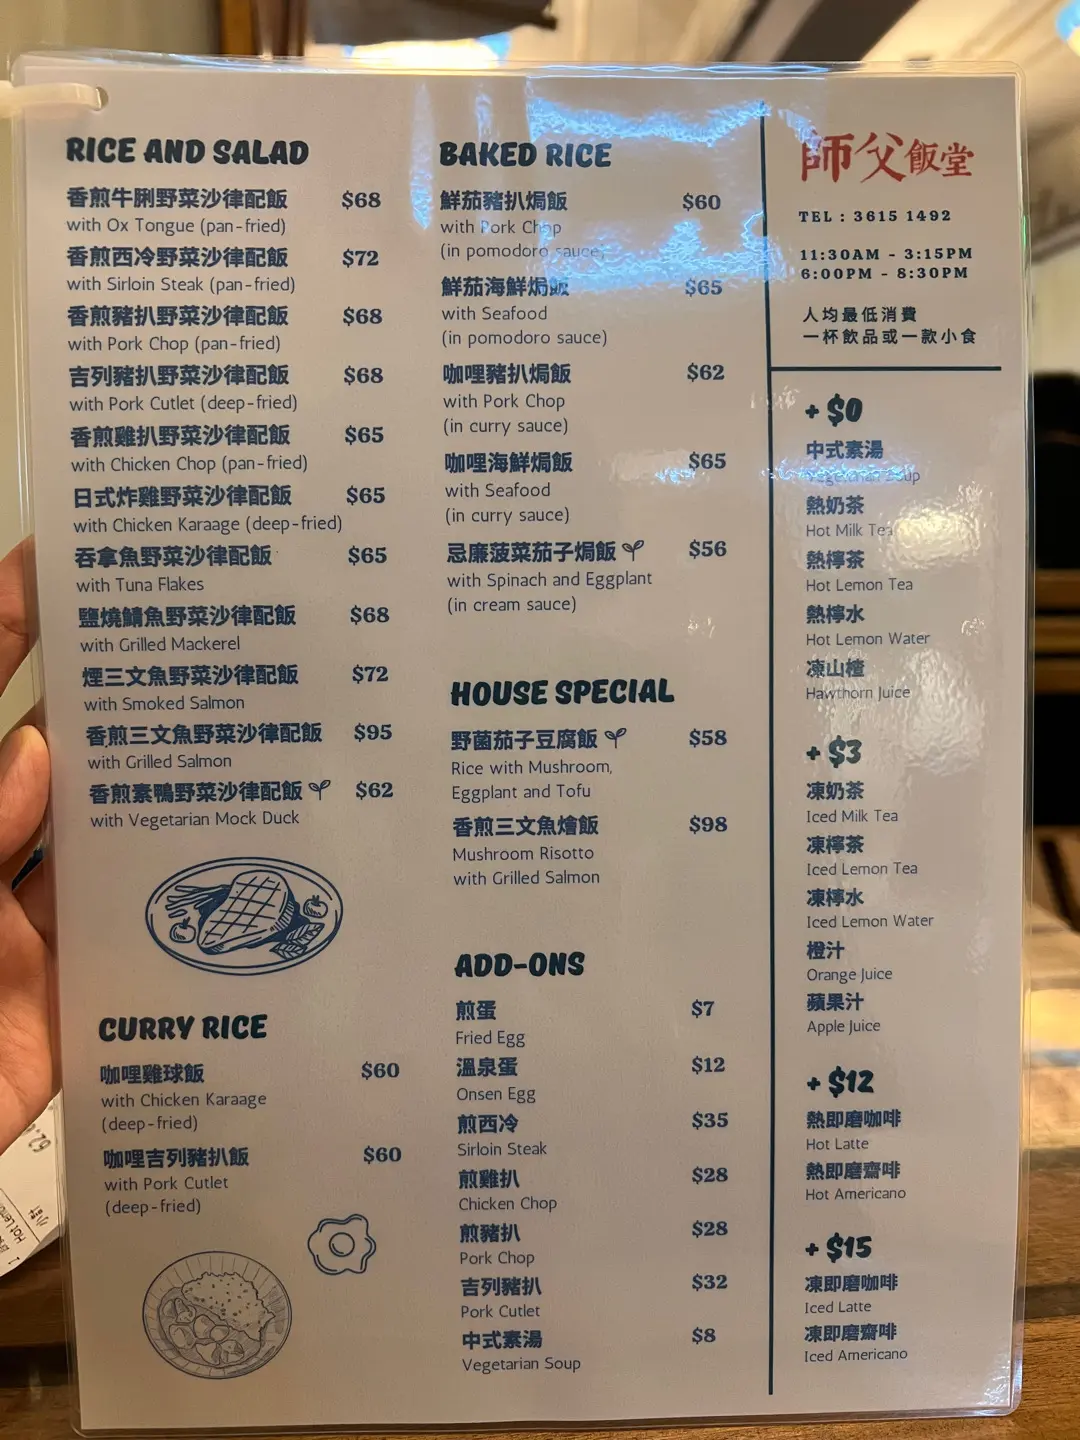 RICE AND SALAD
香煎牛脷野菜沙律配飯 $68
with Ox Tongue (pan-fried)
香煎西冷野菜沙律配飯 $72
with Sirloin Steak (pan-fried)
香煎豬扒野菜沙律配飯 $68
with Pork Chop (pan-fried)
吉列豬扒野菜沙律配飯 $68
with Pork Cutlet (deep-fried)
香煎雞扒野菜沙律配飯 $65
with Chicken Chop (pan-fried)
日式炸雞野菜沙律配飯 $65
with Chicken Karaage (deep-fried)
吞拿魚野菜沙律配飯 $65
with Tuna Flakes
鹽燒鯖魚野菜沙律配飯 $68
with Grilled Mackerel
煙三文魚野菜沙律配飯 $72
with Smoked Salmon
香煎三文魚野菜沙律配飯 $95
with Grilled Salmon
香煎素鴨野菜沙律配飯 $62
with Vegetarian Mock Duck
CURRY RICE
咖哩雞球飯 $60
with Chicken Karaage
(deep-fried)
咖哩吉列豬扒飯 $60
with Pork Cutlet
(deep-fried)
BAKED RICE
鮮茄豬扒焗飯 $60
with Pork Chop
(in pomodoro sauce)
鮮茄海鮮焗飯 $65
with Seafood
(in pomodoro sauce)
咖哩豬扒焗飯 $62
with Pork Chop
(in curry sauce)
咖哩海鮮焗飯 $65
with Seafood
(in curry sauce)
忌廉菠菜茄子焗飯 $56
with Spinach and Eggplant
(in cream sauce)
HOUSE SPECIAL
野菌茄子豆腐飯 $58
Rice with Mushroom,
Eggplant and Tofu
香煎三文魚燴飯 $98
Mushroom Risotto
with Grilled Salmon
ADD-ONS
煎蛋 $7
Fried Egg
溫泉蛋 $12
Onsen Egg
煎西冷 $35
Sirloin Steak
煎雞扒 $28
Chicken Chop
煎豬扒 $28
Pork Chop
吉列豬扒 $32
Pork Cutlet
中式素湯 $8
Vegetarian Soup
師父飯堂
TEL : 3615 1492
11:30AM - 3:15PM
6:00PM - 8:30PM
人均最低消費
一杯飲品或一款小食
+ $0
中式素湯
Vegetarian Soup
熱奶茶
Hot Milk Tea
熱檸茶
Hot Lemon Tea
熱檸水
Hot Lemon Water
凍山楂
Hawthorn Juice
+ $3
凍奶茶
Iced Milk Tea
凍檸茶
Iced Lemon Tea
凍檸水
Iced Lemon Water
橙汁
Orange Juice
蘋果汁
Apple Juice
+ $12
熱即磨咖啡
Hot Latte
熱即磨齋啡
Hot Americano
+ $15
凍即磨咖啡
Iced Latte
凍即磨齋啡
Iced Americano